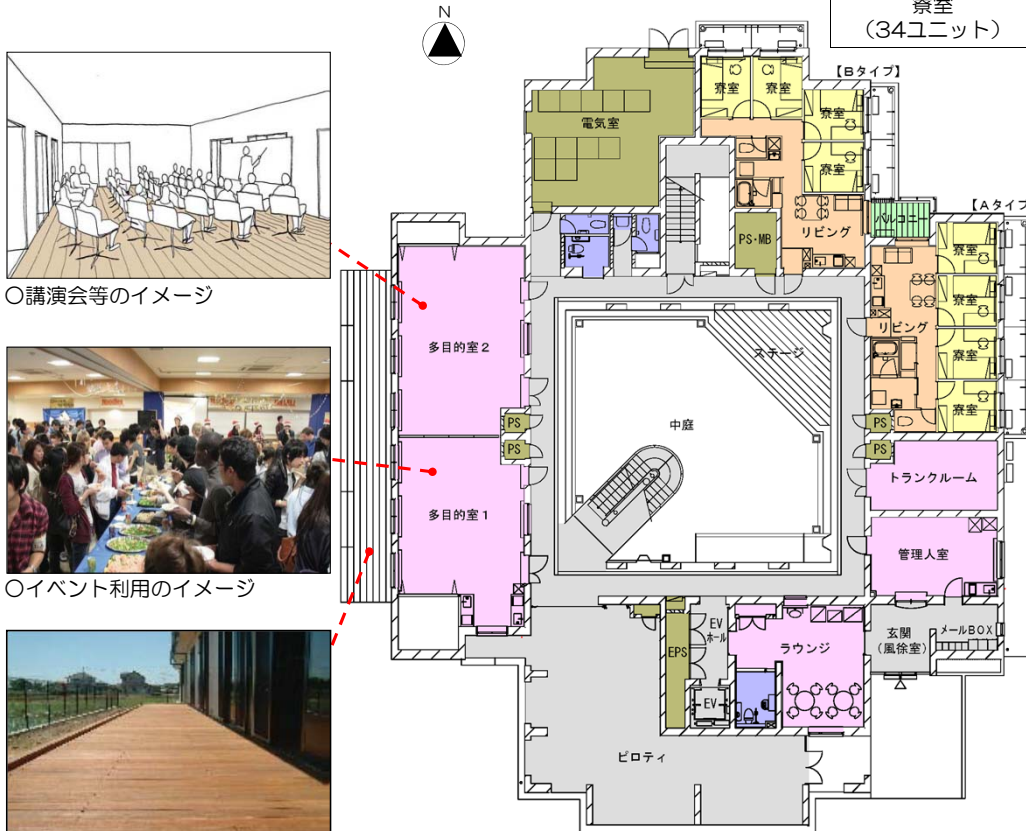 寮室
（34ユニット）
N
【Bタイプ】
寮室
寮室
寮室
寮室
電気室
PS・MB
リビング
バルコニー
【Aタイプ
寮室
寮室
寮室
寮室
リビング
〇講演会等のイメージ
多目的室２
ステージ
中庭
PS
PS
PS
PS
トランクルーム
多目的室１
管理人室
〇イベント利用のイメージ
EV
ホール
EPS
ラウンジ
玄関
（風徐室）
メールBOX
EV
ピロティ